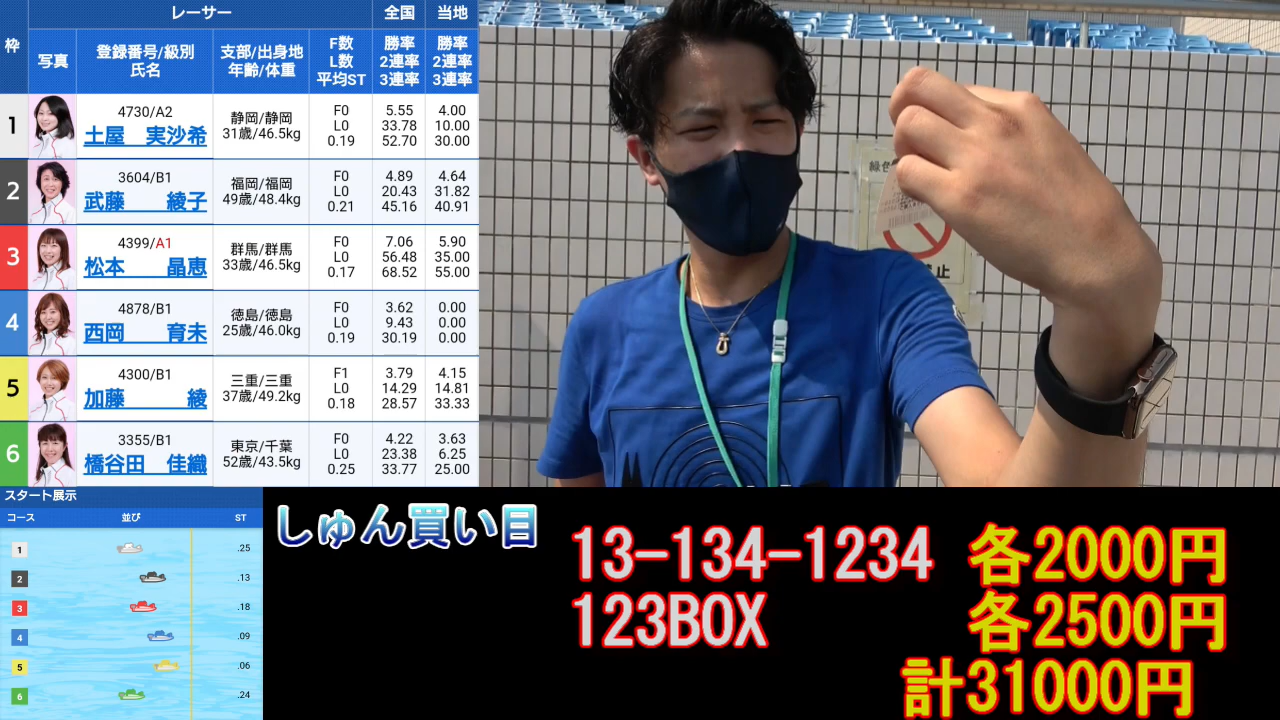 レーサー 全国 当地
枠 写真 登録番号/級別 氏名 支部/出身地 年齢/体重 F数 L数 平均ST 勝率 2連率 3連率 勝率 2連率 3連率
1 4730/A2 土屋 実沙希 静岡/静岡 31歳/46.5kg F0 L0 0.19 5.55 33.78 52.70 4.00 10.00 30.00
2 3604/B1 武藤 綾子 福岡/福岡 49歳/48.4kg F0 L0 0.21 4.89 20.43 45.16 4.64 31.82 40.91
3 4399/A1 松本 晶恵 群馬/群馬 33歳/46.5kg F0 L0 0.17 7.06 56.48 68.52 5.90 35.00 55.00
4 4878/B1 西岡 育未 徳島/徳島 25歳/46.0kg F0 L0 0.19 3.62 9.43 30.19 0.00 0.00 0.00
5 4300/B1 加藤 綾 三重/三重 37歳/49.2kg F1 L0 0.18 3.79 14.29 28.57 4.15 14.81 33.33
6 3355/B1 橋谷田 佳織 東京/千葉 52歳/43.5kg F0 L0 0.25 4.22 23.38 33.77 3.63 6.25 25.00
緑色
止
スタート展示
コース 並び ST
1 .25
2 .13
3 .18
4 .09
5 .06
6 .24
しゅん買い目
13-134-1234 各2000円
123BOX 各2500円
計31000円